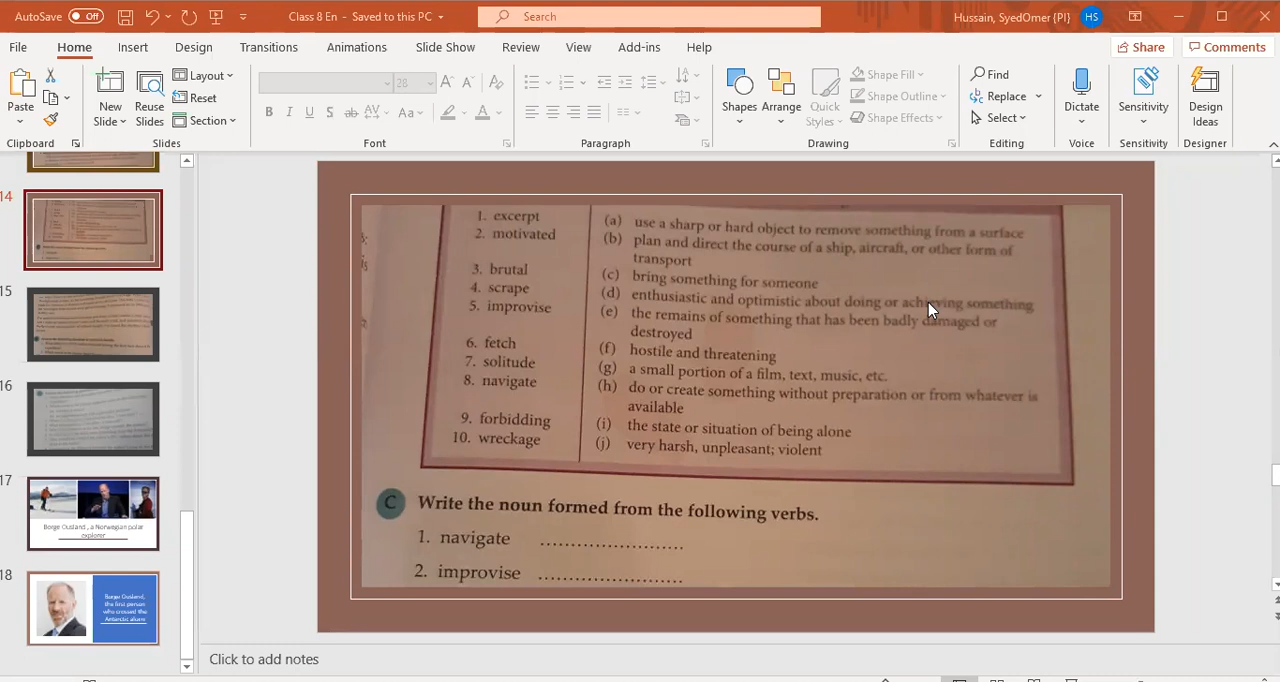 AutoSave Off
Class 8 En - Saved to this PC
Search
Hussain, SyedOmer {PI} HS
File Home Insert Design Transitions Animations Slide Show Review View Add-ins Help Share Comments
Paste
New Slide
Reuse Slides
Layout
Reset
Section
28
Shapes
Arrange
Quick Styles
Shape Fill
Shape Outline
Shape Effects
Find
Replace
Select
Dictate
Sensitivity
Design Ideas
Clipboard Slides Font Paragraph Drawing Editing Voice Sensitivity Designer
14
15
16
17
Borge Ousland, a Norwegian polar
explorer
18
Barge Ousland,
the first person
who crossed the
Antarctic alone
1. excerpt
2. motivated
3. brutal
4. scrape
5. improvise
6. fetch
7. solitude
8. navigate
9. forbidding
10. wreckage
(a) use a sharp or hard object to remove something from a surface
(b) plan and direct the course of a ship, aircraft, or other form of
transport
(c) bring something for someone
(d) enthusiastic and optimistic about doing or achieving something
(e) the remains of something that has been badly damaged or
destroyed
(f) hostile and threatening
(g) a small portion of a film, text, music, etc.
(h) do or create something without preparation or from whatever is
available
(i) the state or situation of being alone
(j) very harsh, unpleasant; violent
C Write the noun formed from the following verbs.
1. navigate ........................
2. improvise ........................
Click to add notes